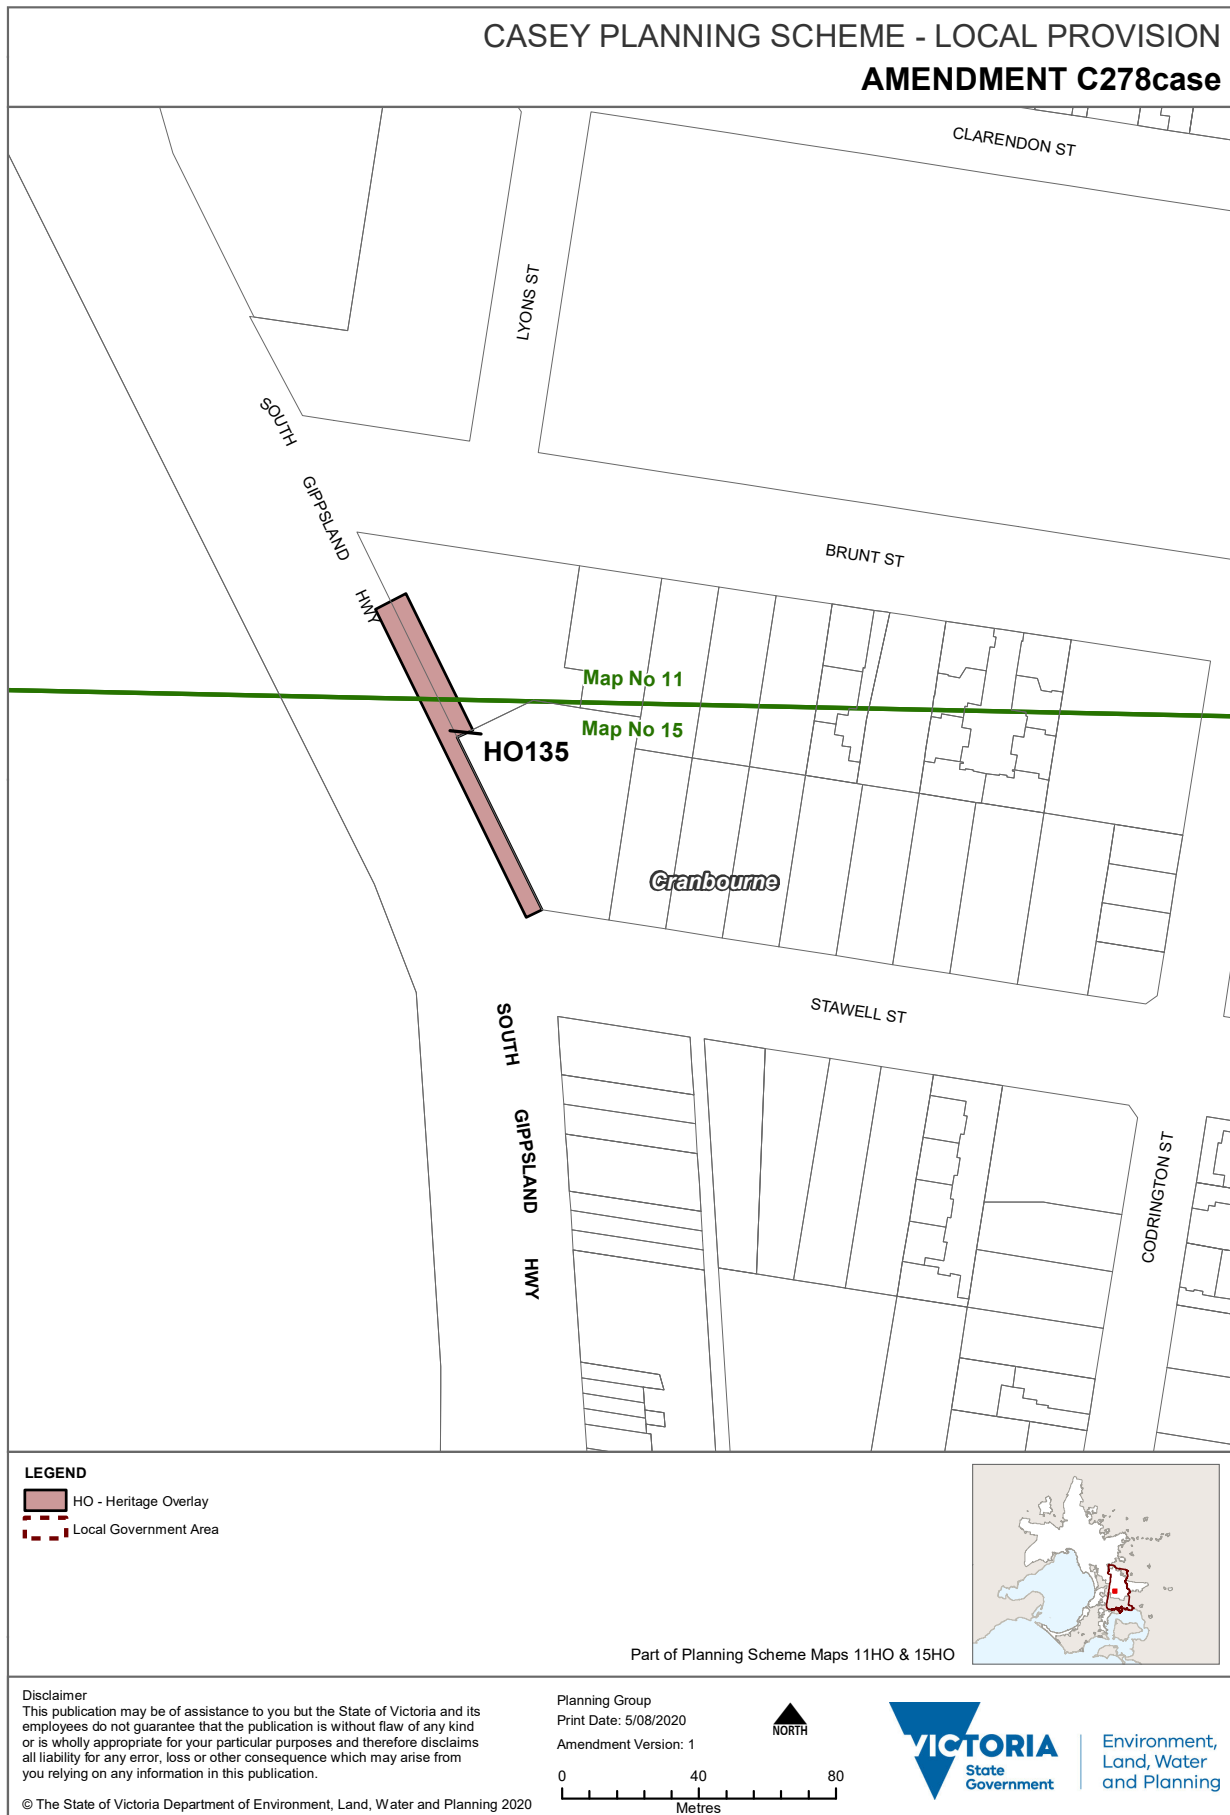 CASEY PLANNING SCHEME - LOCAL PROVISION
AMENDMENT C278case
CLARENDON ST
LYONS ST
SOUTH GIPPSLAND HWY
BRUNT ST
Map No 11
Map No 15
HO135
Cranbourne
STAWELL ST
SOUTH GIPPSLAND HWY
CODRINGTON ST
LEGEND
HO - Heritage Overlay
Local Government Area
Part of Planning Scheme Maps 11HO & 15HO
Disclaimer
This publication may be of assistance to you but the State of Victoria and its
employees do not guarantee that the publication is without flaw of any kind
or is wholly appropriate for your particular purposes and therefore disclaims
all liability for any error, loss or other consequence which may arise from
you relying on any information in this publication.
© The State of Victoria Department of Environment, Land, Water and Planning 2020
Planning Group
Print Date: 5/08/2020
Amendment Version: 1
NORTH
0 40 80
Metres
VICTORIA
State
Government
Environment,
Land, Water
and Planning